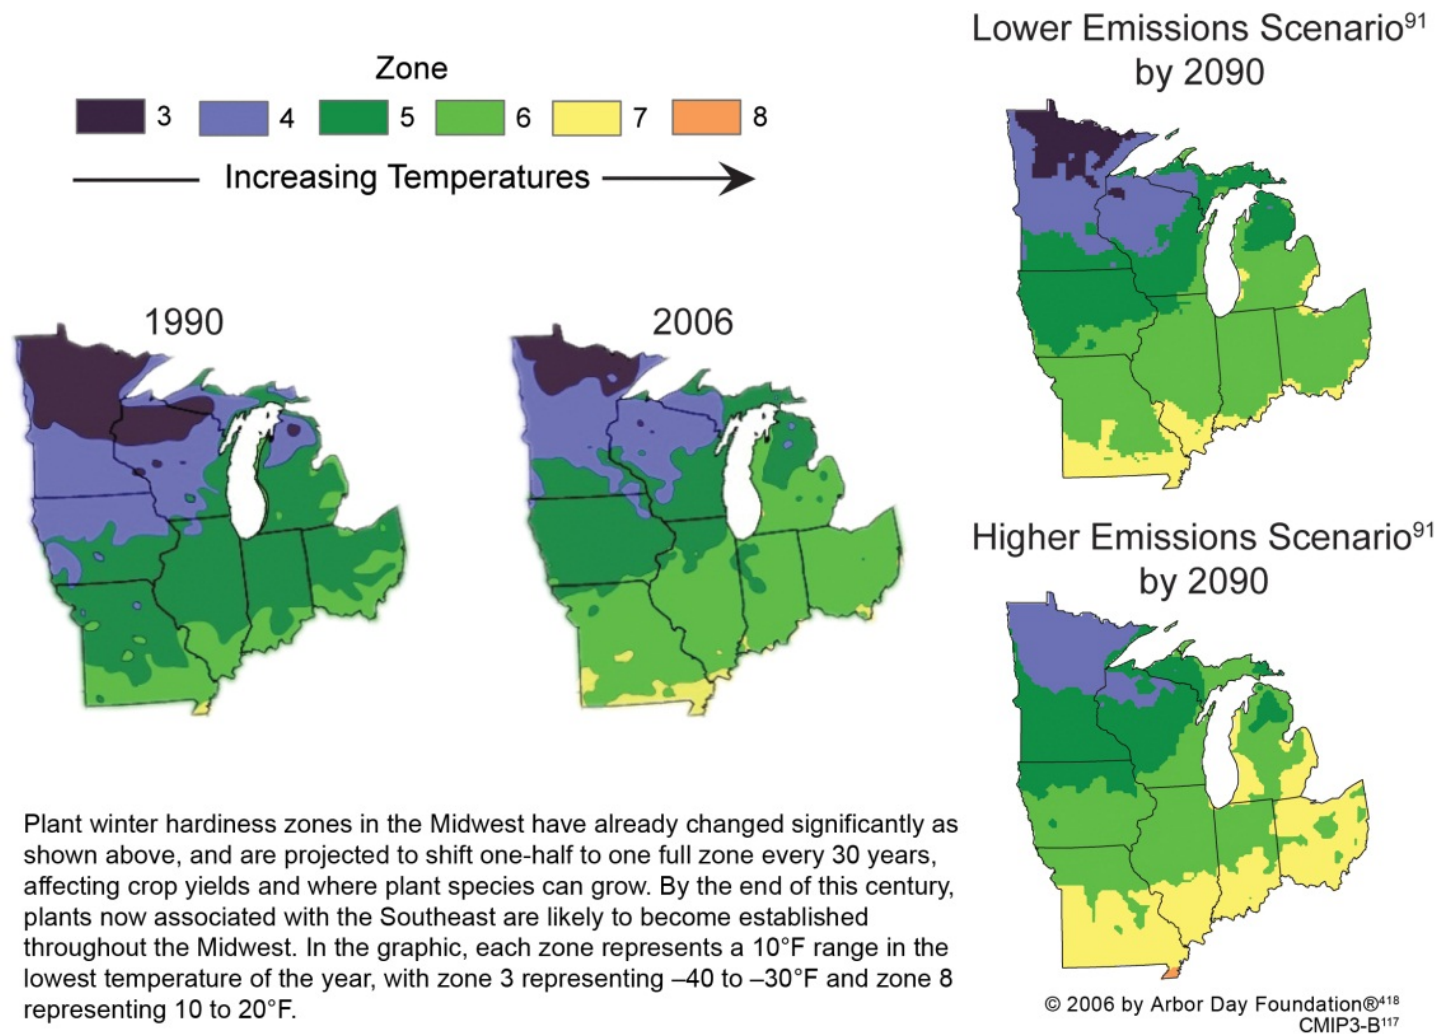 Zone
3 4 5 6 7 8
Increasing Temperatures
1990
2006
Lower Emissions Scenario⁹¹
by 2090
Higher Emissions Scenario⁹¹
by 2090
Plant winter hardiness zones in the Midwest have already changed significantly as
shown above, and are projected to shift one-half to one full zone every 30 years,
affecting crop yields and where plant species can grow. By the end of this century,
plants now associated with the Southeast are likely to become established
throughout the Midwest. In the graphic, each zone represents a 10°F range in the
lowest temperature of the year, with zone 3 representing –40 to –30°F and zone 8
representing 10 to 20°F.
© 2006 by Arbor Day Foundation®⁴¹⁸
CMIP3-B¹¹⁷